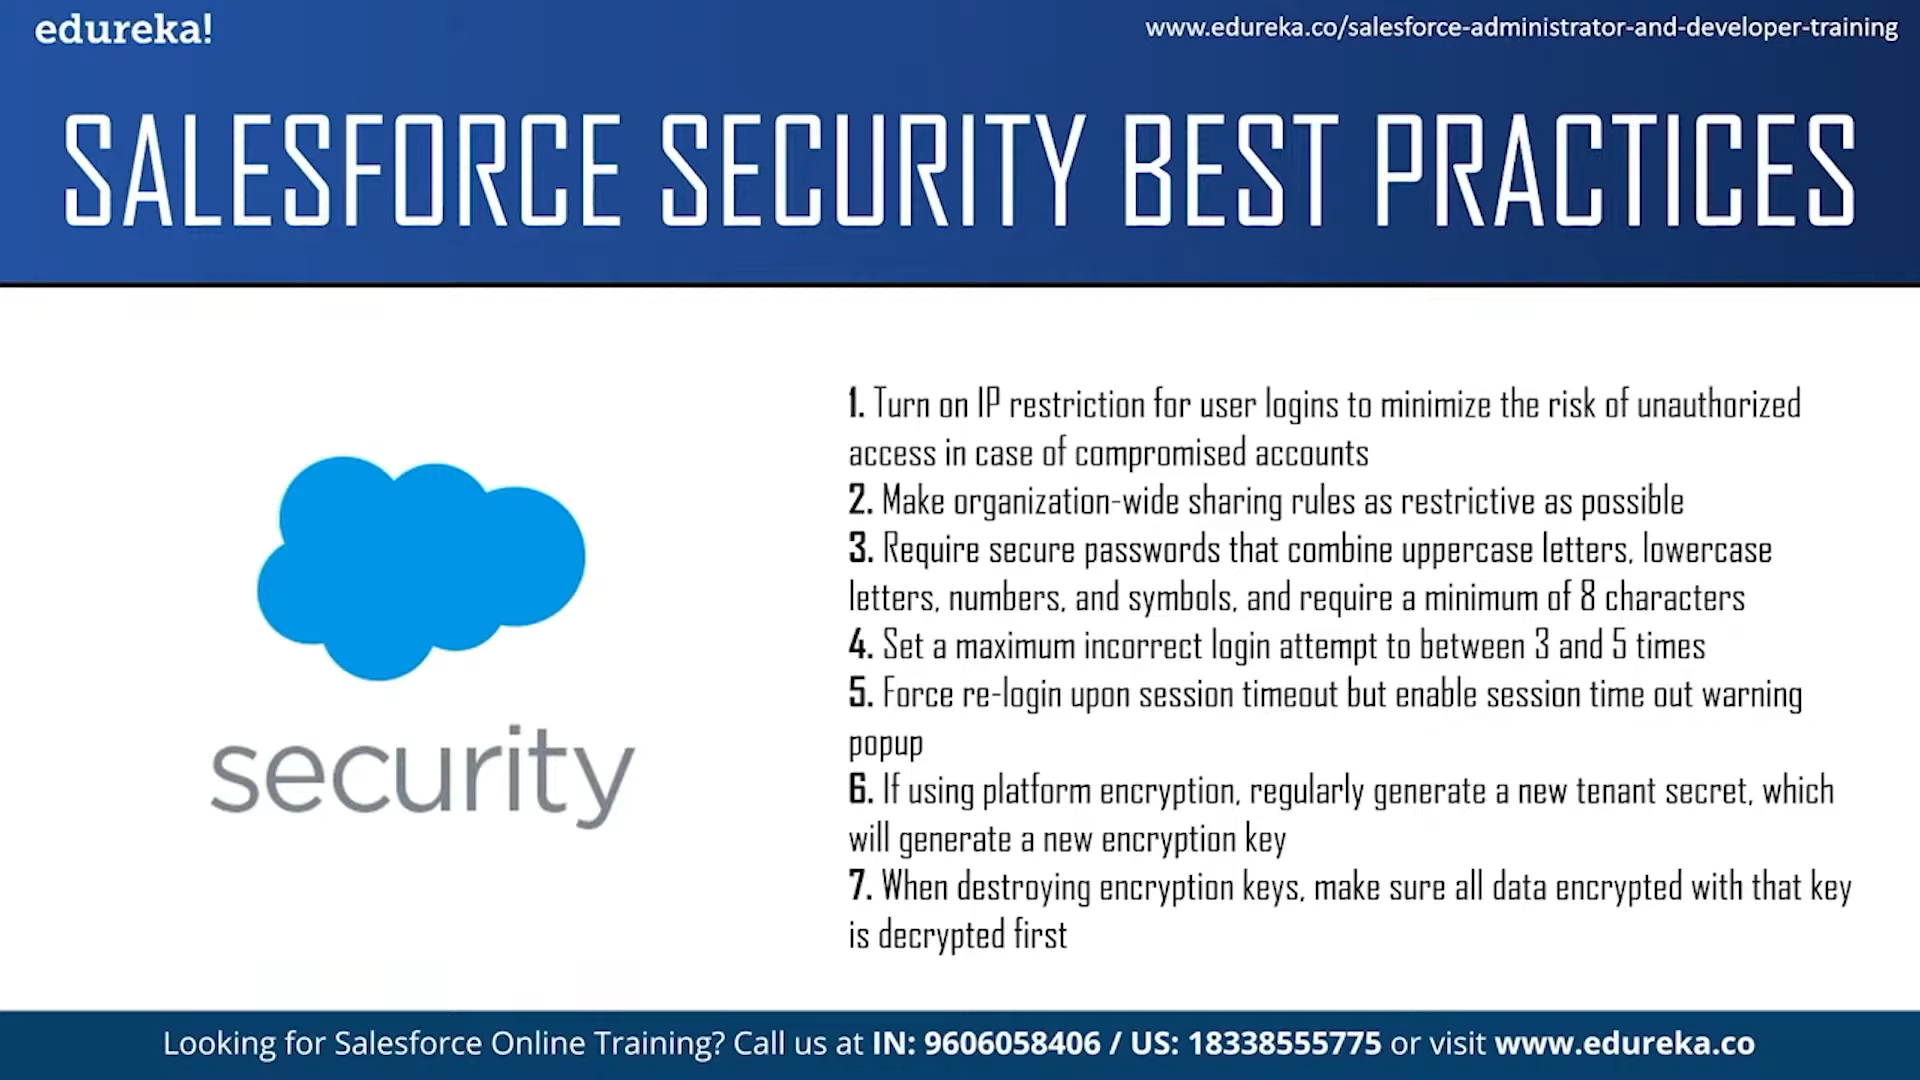 edureka!
www.edureka.co/salesforce-administrator-and-developer-training
SALESFORCE SECURITY BEST PRACTICES
1. Turn on IP restriction for user logins to minimize the risk of unauthorized
access in case of compromised accounts
2. Make organization-wide sharing rules as restrictive as possible
3. Require secure passwords that combine uppercase letters, lowercase
letters, numbers, and symbols, and require a minimum of 8 characters
4. Set a maximum incorrect login attempt to between 3 and 5 times
5. Force re-login upon session timeout but enable session time out warning
popup
6. If using platform encryption, regularly generate a new tenant secret, which
will generate a new encryption key
7. When destroying encryption keys, make sure all data encrypted with that key
is decrypted first
security
Looking for Salesforce Online Training? Call us at IN: 9606058406 / US: 18338555775 or visit www.edureka.co